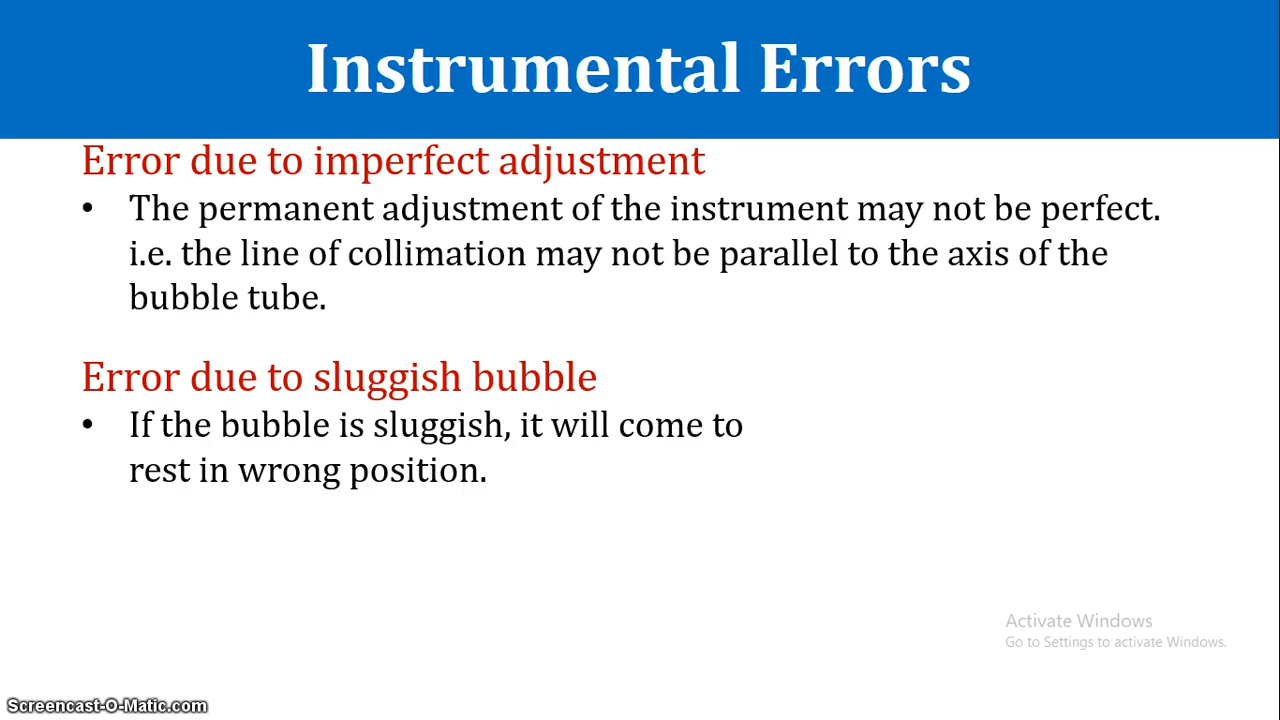 Instrumental Errors
Error due to imperfect adjustment
• The permanent adjustment of the instrument may not be perfect.
i.e. the line of collimation may not be parallel to the axis of the
bubble tube.
Error due to sluggish bubble
• If the bubble is sluggish, it will come to
rest in wrong position.
Activate Windows
Go to Settings to activate Windows.
Screencast-O-Matic.com